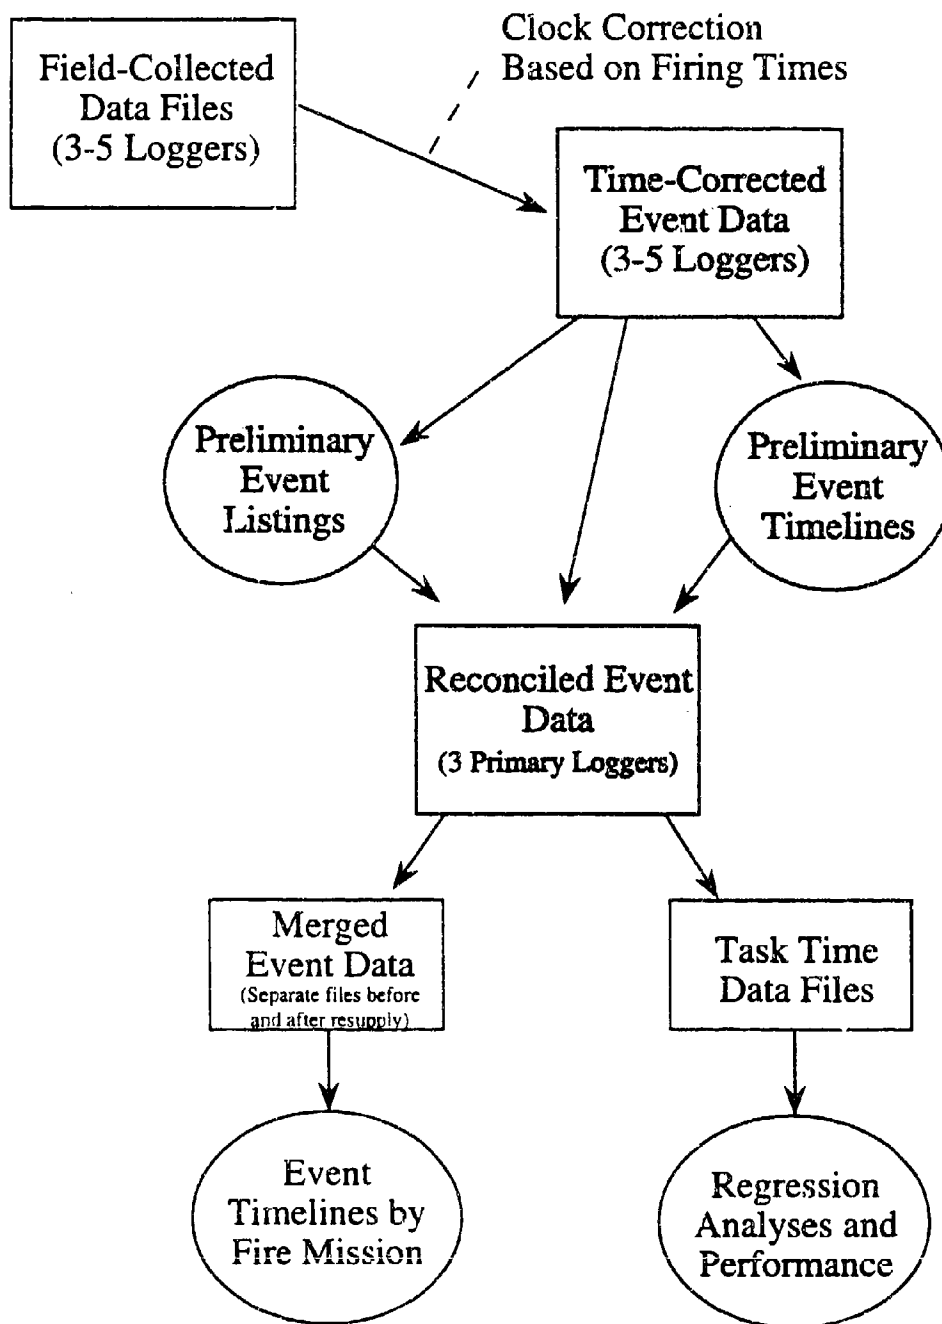 Clock Correction
Based on Firing Times
Field-Collected
Data Files
(3-5 Loggers)
Time-Corrected
Event Data
(3-5 Loggers)
Preliminary
Event
Listings
Preliminary
Event
Timelines
Reconciled Event
Data
(3 Primary Loggers)
Merged
Event Data
(Separate files before
and after resupply)
Task Time
Data Files
Event
Timelines by
Fire Mission
Regression
Analyses and
Performance